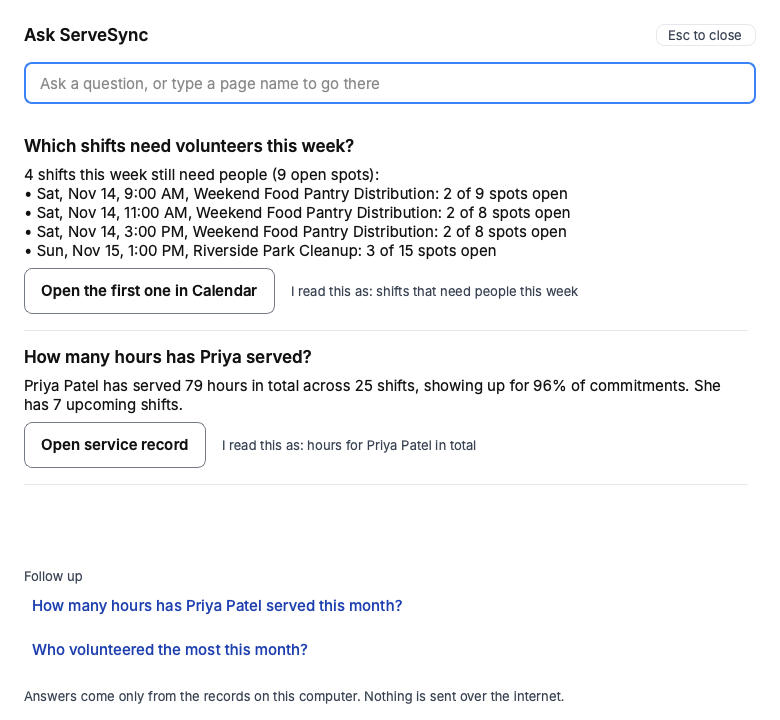 Ask ServeSync
Esc to close
Ask a question, or type a page name to go there
Which shifts need volunteers this week?
4 shifts this week still need people (9 open spots):
• Sat, Nov 14, 9:00 AM, Weekend Food Pantry Distribution: 2 of 9 spots open
• Sat, Nov 14, 11:00 AM, Weekend Food Pantry Distribution: 2 of 8 spots open
• Sat, Nov 14, 3:00 PM, Weekend Food Pantry Distribution: 2 of 8 spots open
• Sun, Nov 15, 1:00 PM, Riverside Park Cleanup: 3 of 15 spots open
Open the first one in Calendar
I read this as: shifts that need people this week
How many hours has Priya served?
Priya Patel has served 79 hours in total across 25 shifts, showing up for 96% of commitments. She
has 7 upcoming shifts.
Open service record
I read this as: hours for Priya Patel in total
Follow up
How many hours has Priya Patel served this month?
Who volunteered the most this month?
Answers come only from the records on this computer. Nothing is sent over the internet.